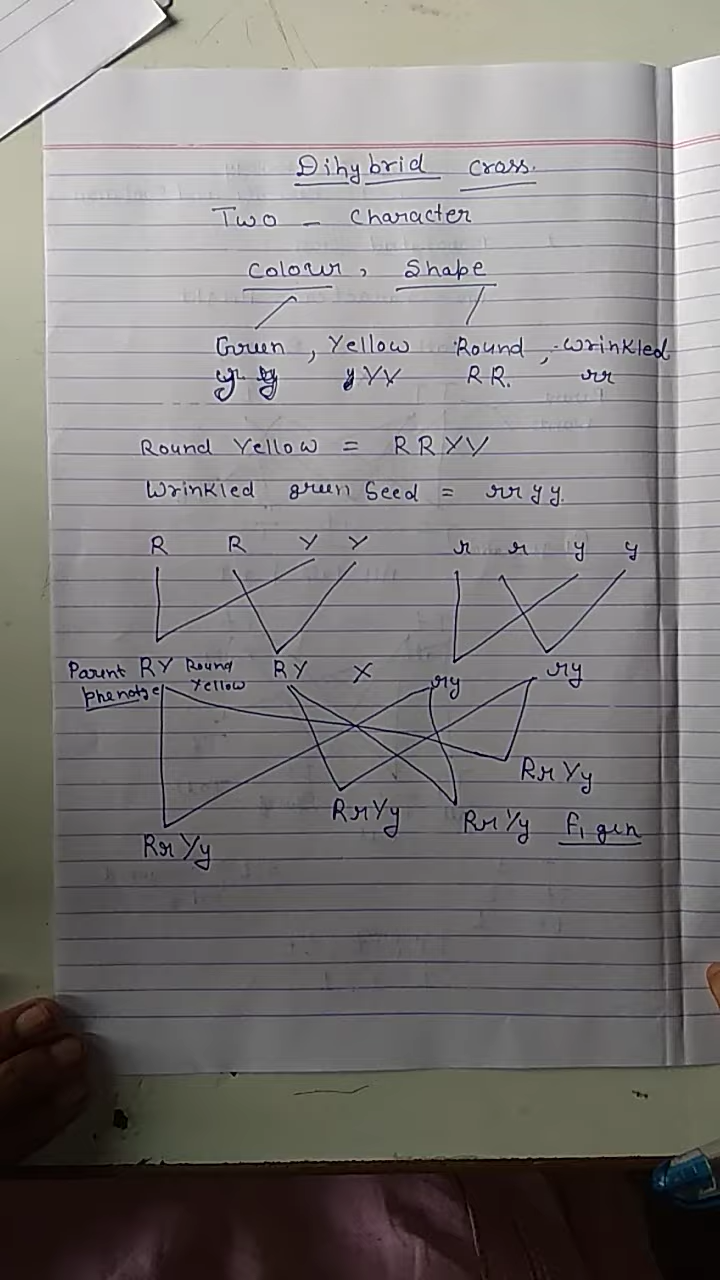 Dihybrid Cross.
Two - Character
Colour, Shape
Green, Yellow Round, Wrinkled
yy YY RR. rr
Round Yellow = RRYY
Wrinkled green Seed = rryy.
R R Y Y r r y y
Parent RY Round RY X ry ry
Yellow
RrYy
RrYy RrYy F1 gen
RrYy